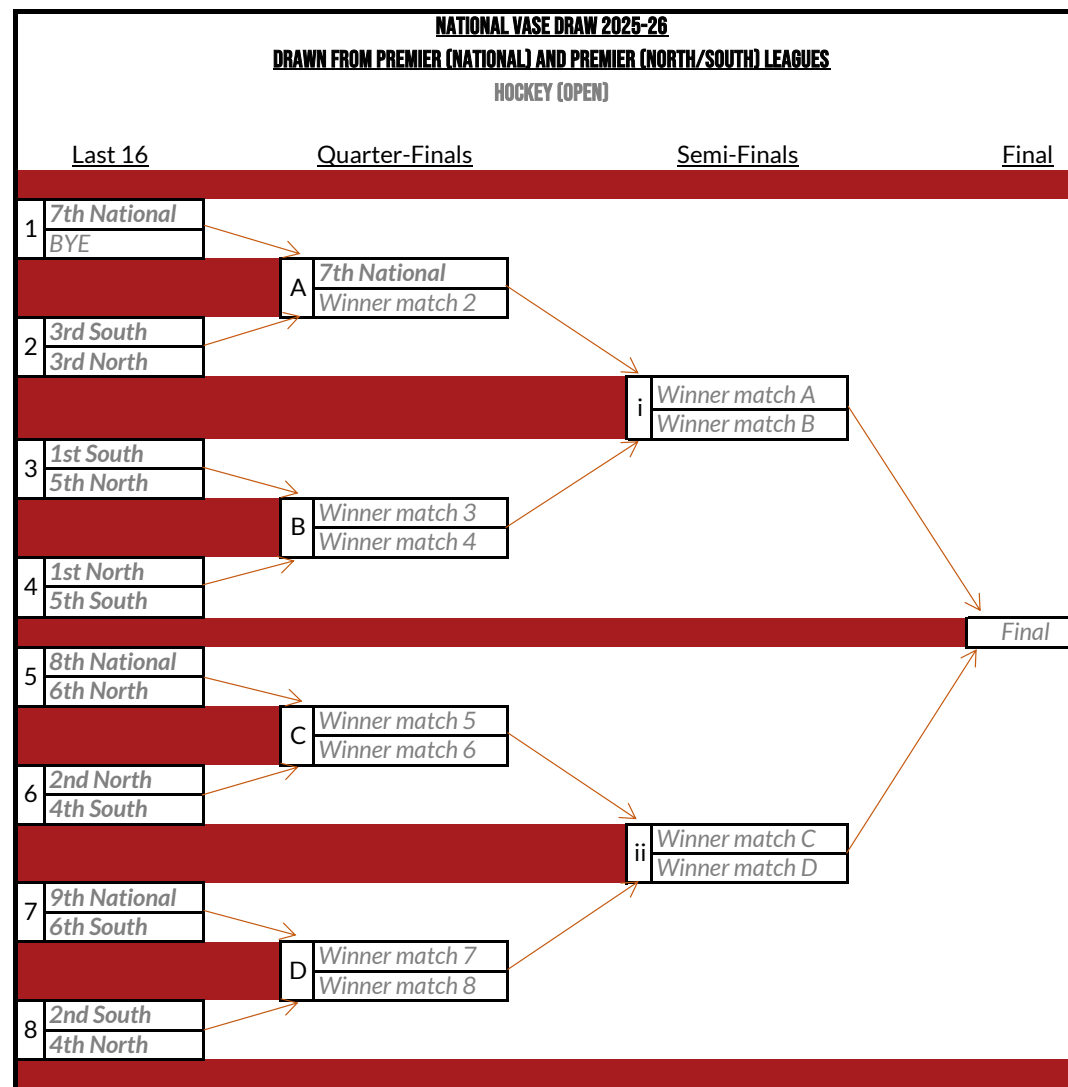 NATIONAL VASE DRAW 2025-26
DRAWN FROM PREMIER (NATIONAL) AND PREMIER (NORTH/SOUTH) LEAGUES
HOCKEY (OPEN)
Last 16 Quarter-Finals Semi-Finals Final
1
7th National
BYE
A
7th National
Winner match 2
2
3rd South
3rd North
i
Winner match A
Winner match B
3
1st South
5th North
B
Winner match 3
Winner match 4
4
1st North
5th South
Final
5
8th National
6th North
C
Winner match 5
Winner match 6
6
2nd North
4th South
ii
Winner match C
Winner match D
7
9th National
6th South
D
Winner match 7
Winner match 8
8
2nd South
4th North